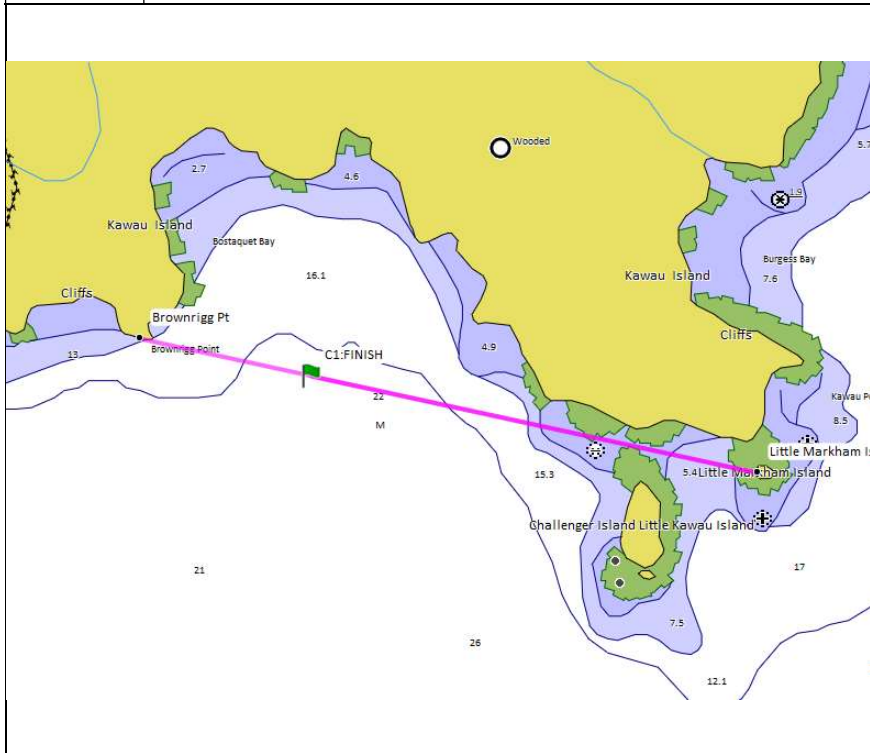 Wooded
5.7
2.7
4.6
1.9
Kawau Island
Bostaquet Bay
Burgess Bay
16.1
Kawau Island
7.6
Cliffs
Brownrigg Pt
Cliffs
13
Brownrigg Point
4.9
C1:FINISH
22
Kawau P
8.5
M
Little Markham Is
15.3
5.4
Little Markham Island
Challenger Island Little Kawau Island
21
17
7.5
26
12.1